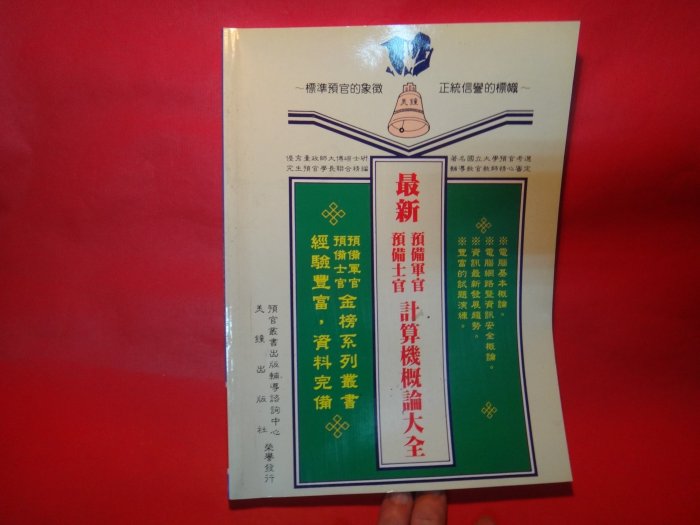 ～標準預官的象徵
正統信譽的標幟～
美鐘
優京臺政師大博碩士研
究生預官學長聯合精編
著名國立大學預官考選
輔導教官教師精心審定
最新
預備軍官
預備士官
計算機概論大全
※電腦基本概論。
※電腦網路暨資訊安全概論。
※資訊最新發展趨勢。
※豐富的試題演練。
預備軍官
預備士官
金榜系列叢書
經驗豐富，資料完備
預官叢書出版輔導諮詢中心
美鐘出版社
榮譽發行